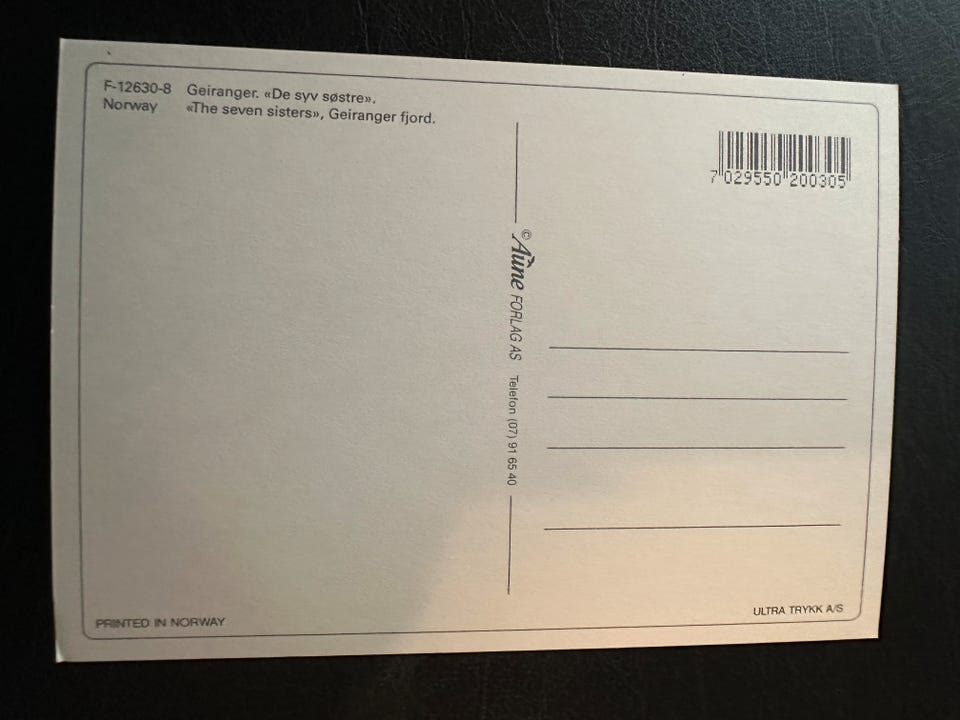 F-12630-8 Geiranger. «De syv søstre».
Norway «The seven sisters», Geiranger fjord.
7 029550 200305
© Aune FORLAG AS Telefon (07) 91 65 40
PRINTED IN NORWAY
ULTRA TRYKK A/S